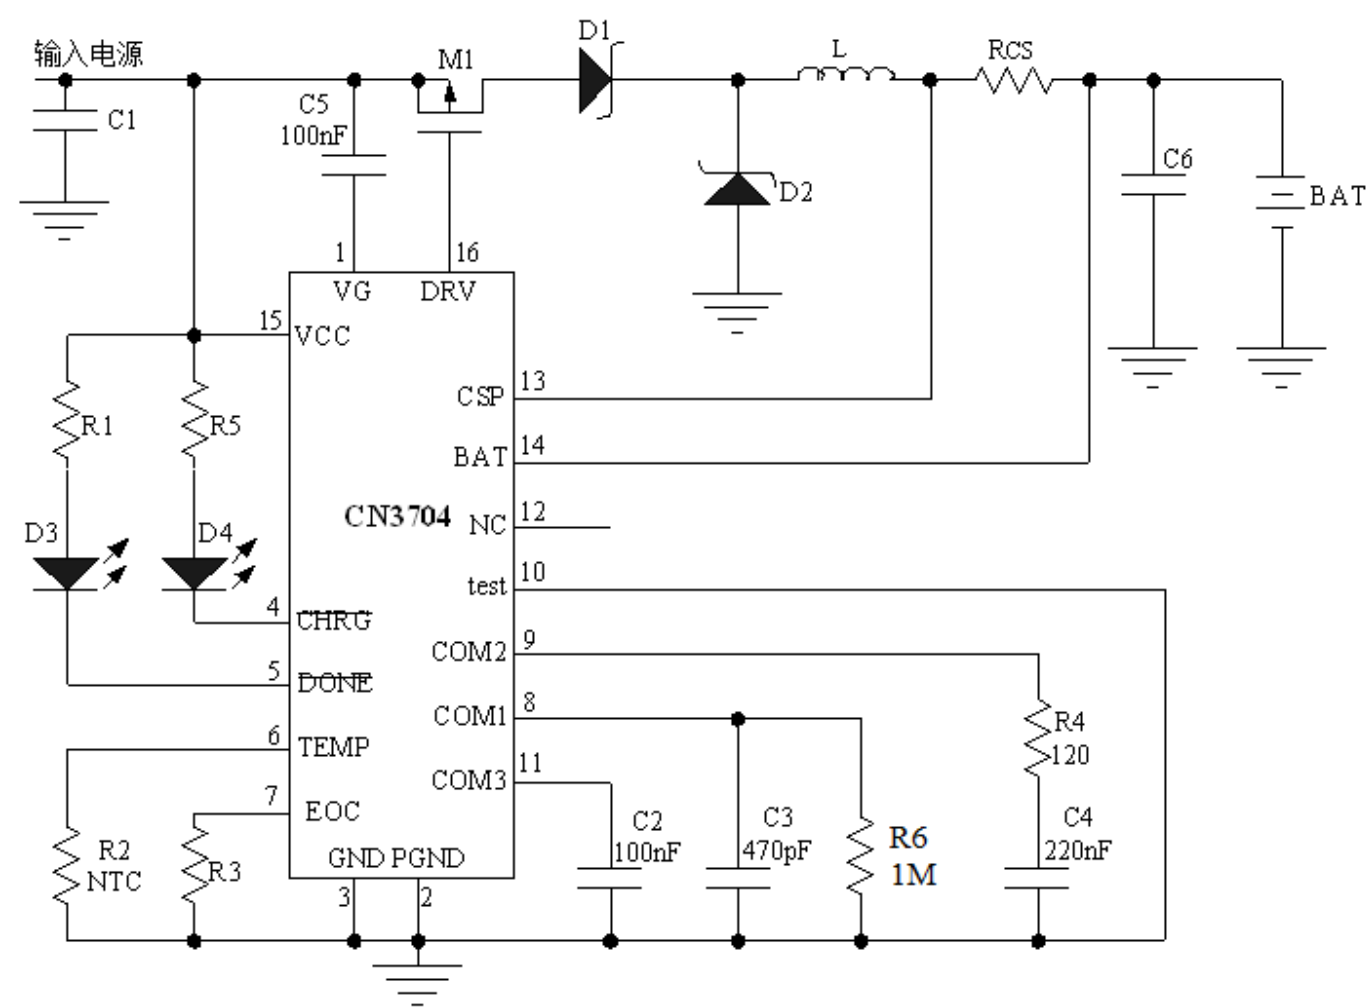 输入电源
C1
C5
100nF
M1
D1
L
RCS
D2
C6
BAT
1
16
VG
DRV
15
VCC
R1
R5
CSP
13
BAT
14
CN3704
NC
12
D3
D4
test
10
4
CHRG
COM2
9
5
DONE
COM1
8
6
TEMP
COM3
11
7
EOC
R4
120
C2
100nF
C3
470pF
R6
1M
C4
220nF
R2
NTC
R3
GND PGND
3
2